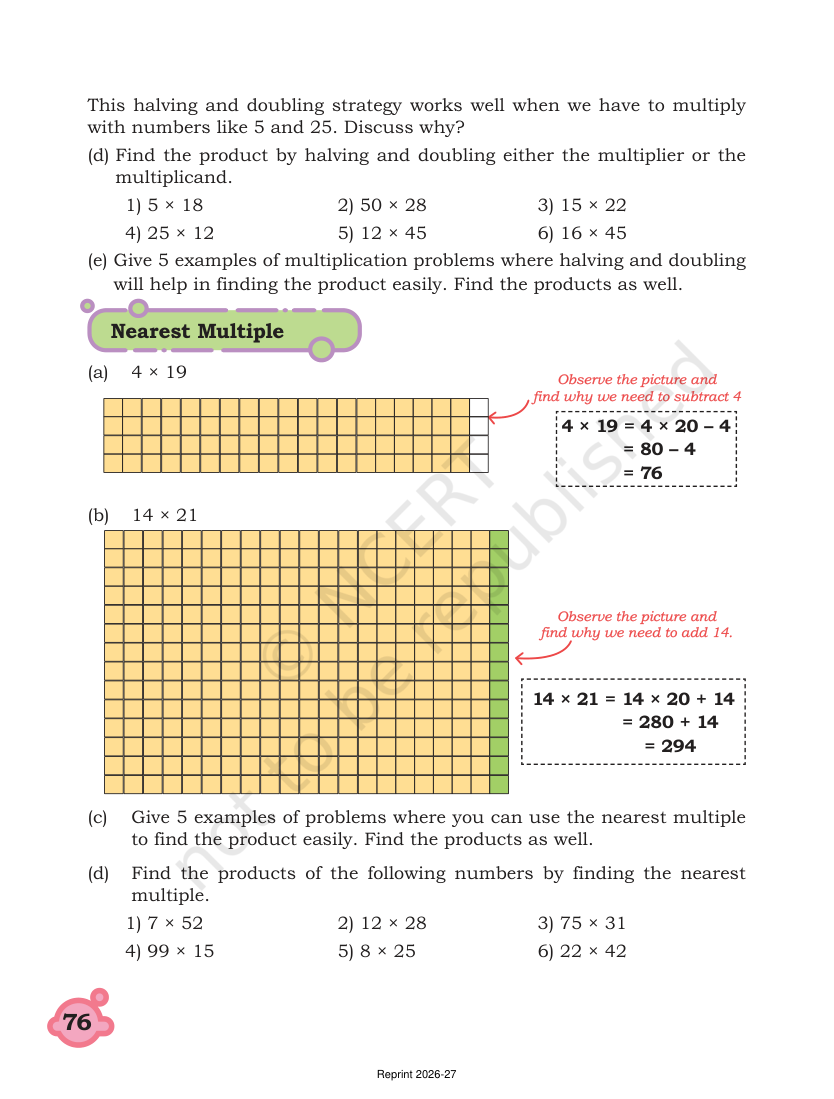 This halving and doubling strategy works well when we have to multiply
with numbers like 5 and 25. Discuss why?
(d) Find the product by halving and doubling either the multiplier or the
multiplicand.
1) 5 × 18 2) 50 × 28 3) 15 × 22
4) 25 × 12 5) 12 × 45 6) 16 × 45
(e) Give 5 examples of multiplication problems where halving and doubling
will help in finding the product easily. Find the products as well.
Nearest Multiple
(a) 4 × 19
Observe the picture and
find why we need to subtract 4
4 × 19 = 4 × 20 – 4
= 80 – 4
= 76
(b) 14 × 21
Observe the picture and
find why we need to add 14.
14 × 21 = 14 × 20 + 14
= 280 + 14
= 294
(c) Give 5 examples of problems where you can use the nearest multiple
to find the product easily. Find the products as well.
(d) Find the products of the following numbers by finding the nearest
multiple.
1) 7 × 52 2) 12 × 28 3) 75 × 31
4) 99 × 15 5) 8 × 25 6) 22 × 42
76
Reprint 2026-27
© NCERT
not to be republished